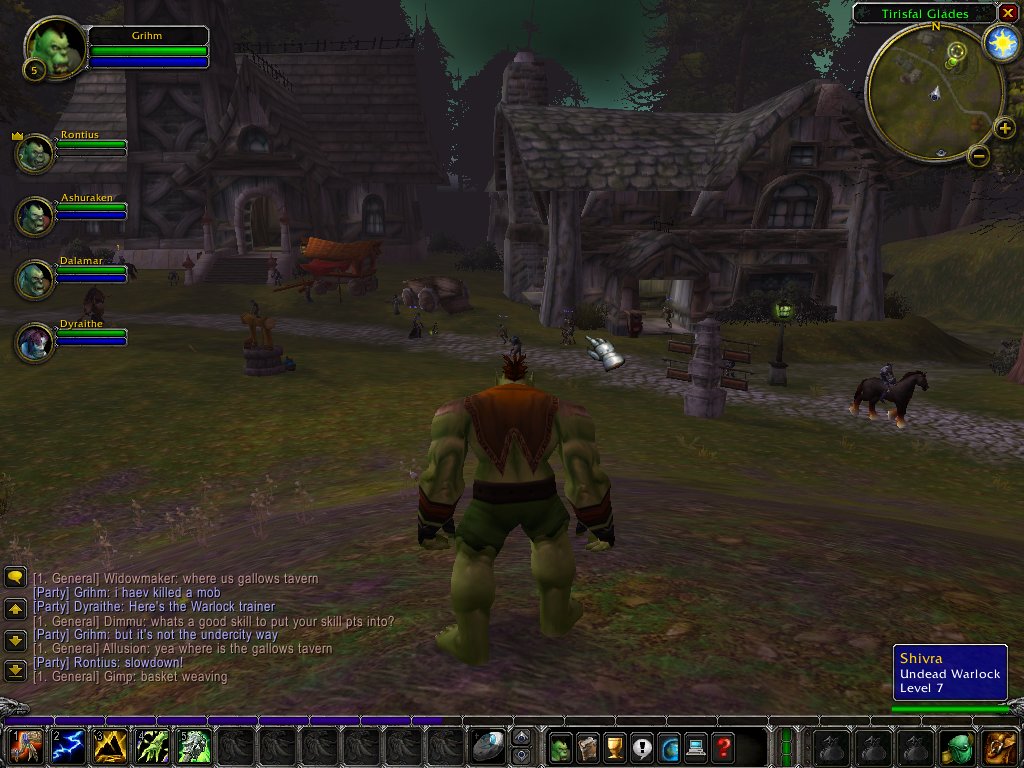 Grihm
5
Tirisfal Glades
N
Rontius
Ashuraken
Dalamar
Dyraithe
[1. General] Widowmaker: where us gallows tavern
[Party] Grihm: i haev killed a mob
[Party] Dyraithe: Here's the Warlock trainer
[1. General] Dimmu: whats a good skill to put your skill pts into?
[Party] Grihm: but it's not the undercity way
[1. General] Allusion: yea where is the gallows tavern
[Party] Rontius: slowdown!
[1. General] Gimp: basket weaving
Shivra
Undead Warlock
Level 7
2 3 4 5